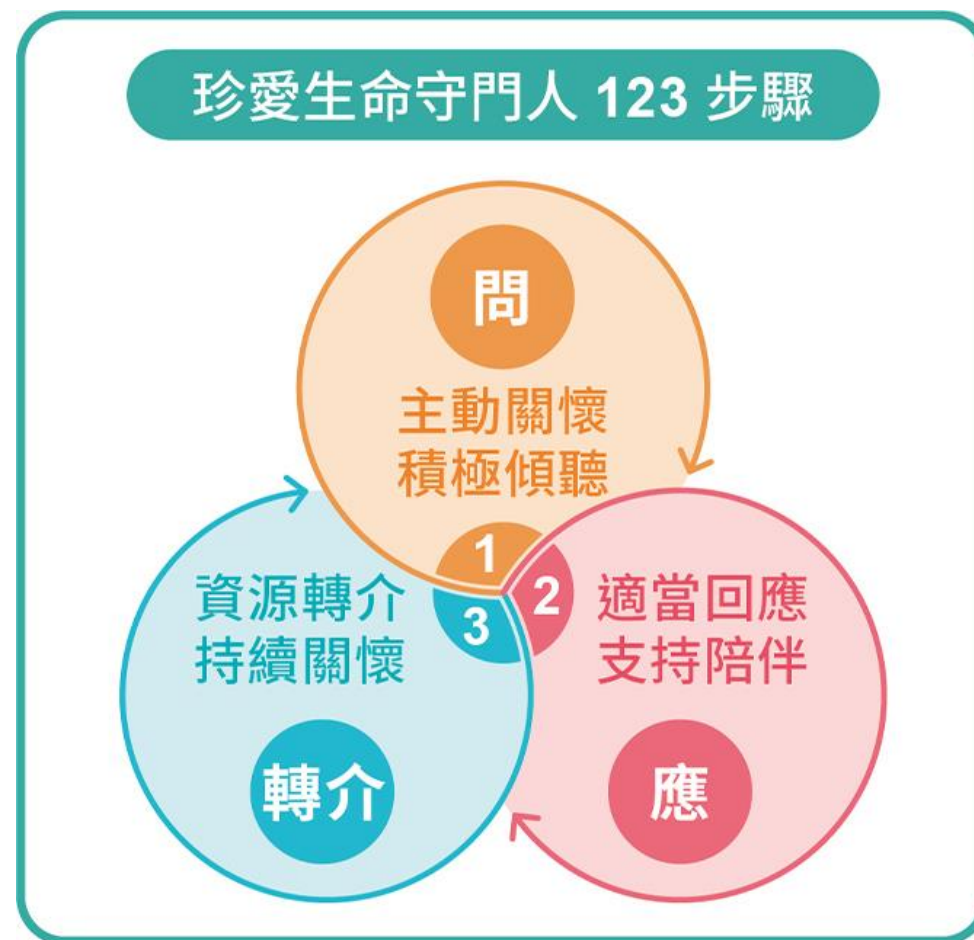 珍愛生命守門人 123 步驟
問
主動關懷
積極傾聽
1
2
適當回應
支持陪伴
應
3
資源轉介
持續關懷
轉介